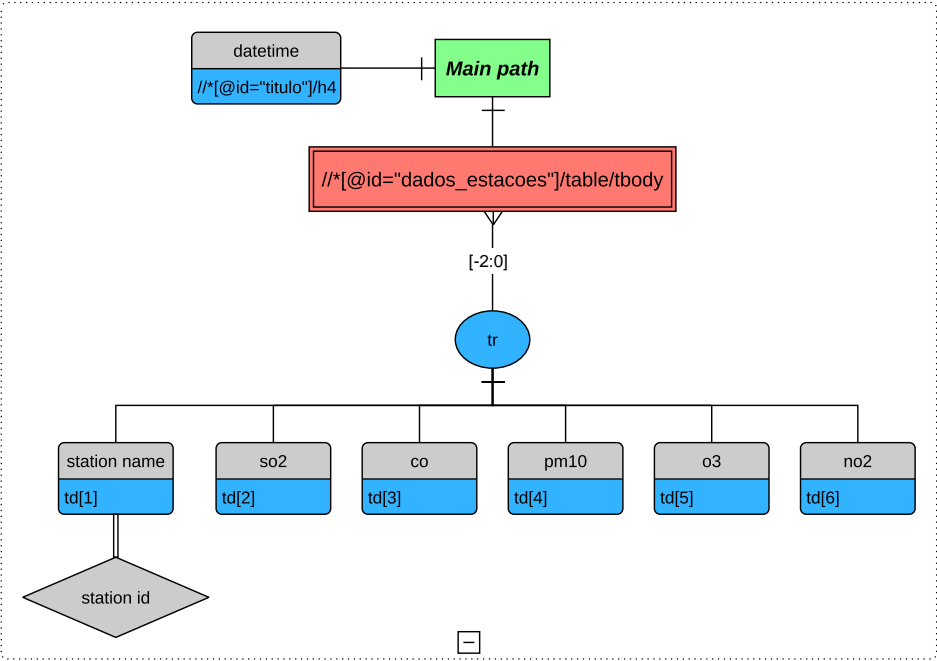 datetime
//*[@id="titulo"]/h4
Main path
//*[@id="dados_estacoes"]/table/tbody
[-2:0]
tr
station name
td[1]
so2
td[2]
co
td[3]
pm10
td[4]
o3
td[5]
no2
td[6]
station id